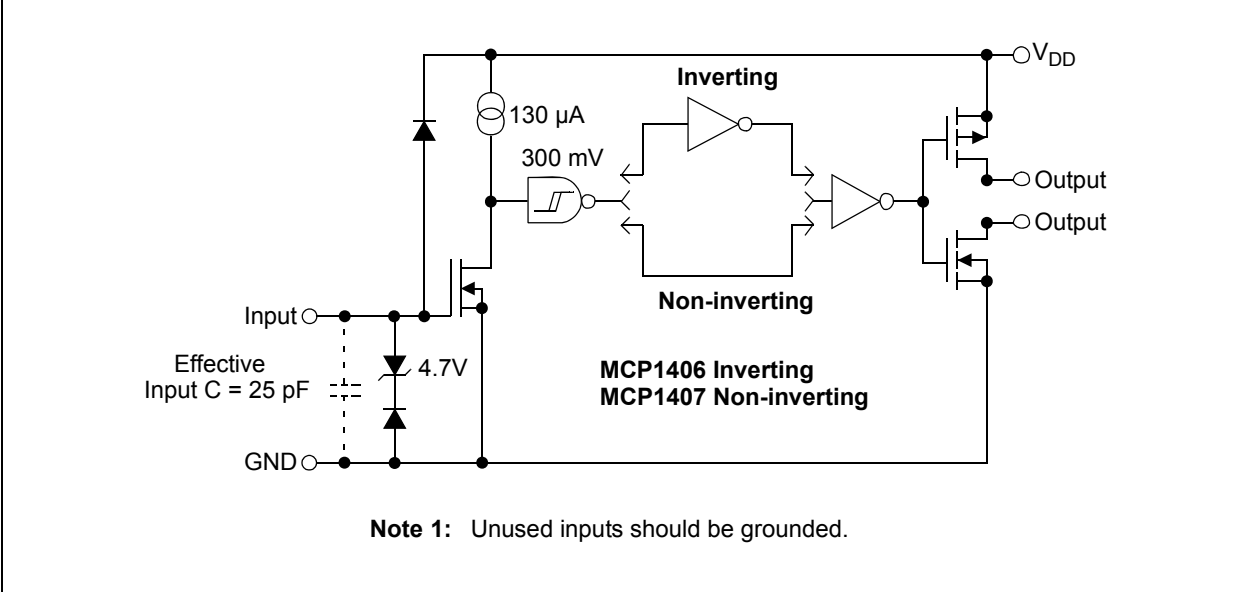 V_DD
Inverting
130 µA
300 mV
Output
Output
Non-inverting
Input
Effective
Input C = 25 pF
4.7V
MCP1406 Inverting
MCP1407 Non-inverting
GND
Note 1: Unused inputs should be grounded.